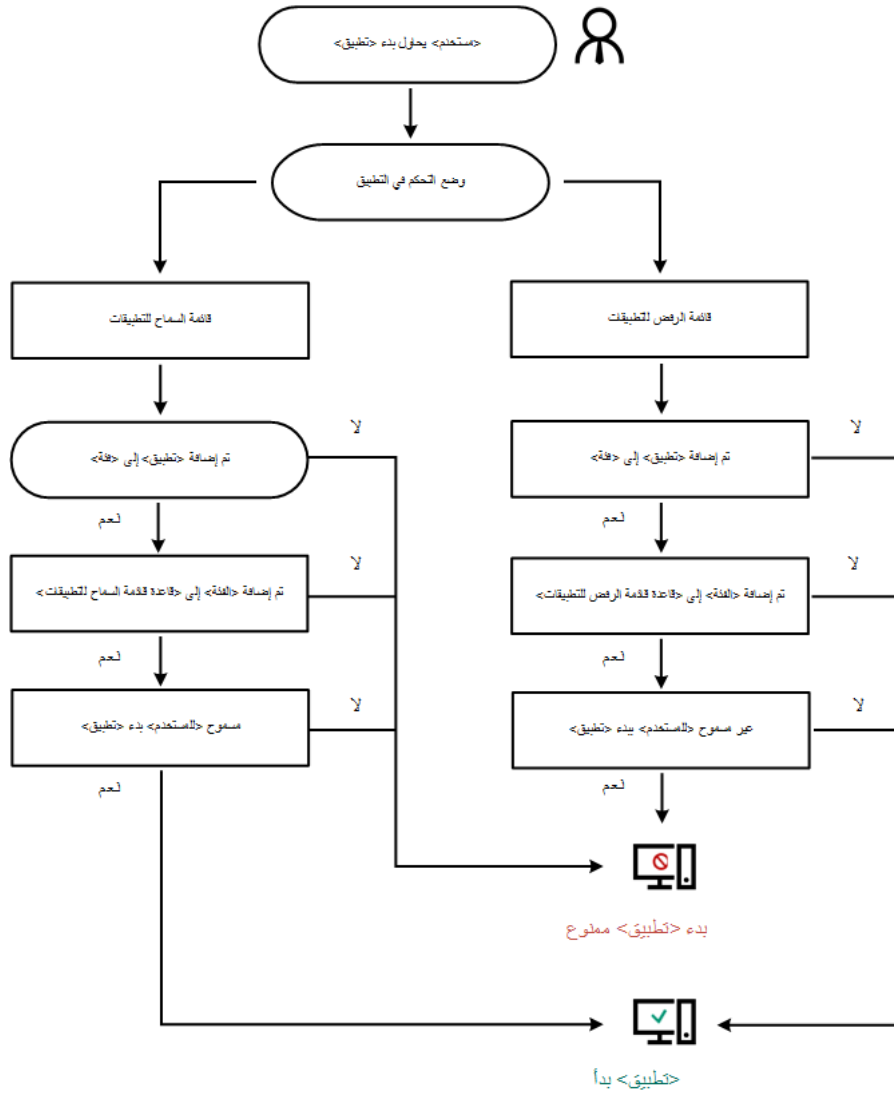 <مستخدم> يحاول بدء <تطبيق>
وضع التحكم في التطبيق
قائمة الرفض للتطبيقات
قائمة السماح للتطبيقات
تم إضافة <تطبيق> إلى <فئة>
لا
تم إضافة <تطبيق> إلى <فئة>
لا
نعم
نعم
تم إضافة <الفئة> إلى <قاعدة قائمة الرفض للتطبيقات>
لا
تم إضافة <الفئة> إلى <قاعدة قائمة السماح للتطبيقات>
لا
نعم
نعم
غير مسموح <للمستخدم> ببدء <تطبيق>
لا
مسموح <للمستخدم> بدء <تطبيق>
لا
نعم
نعم
بدء <تطبيق> ممنوع
<تطبيق> بدأ